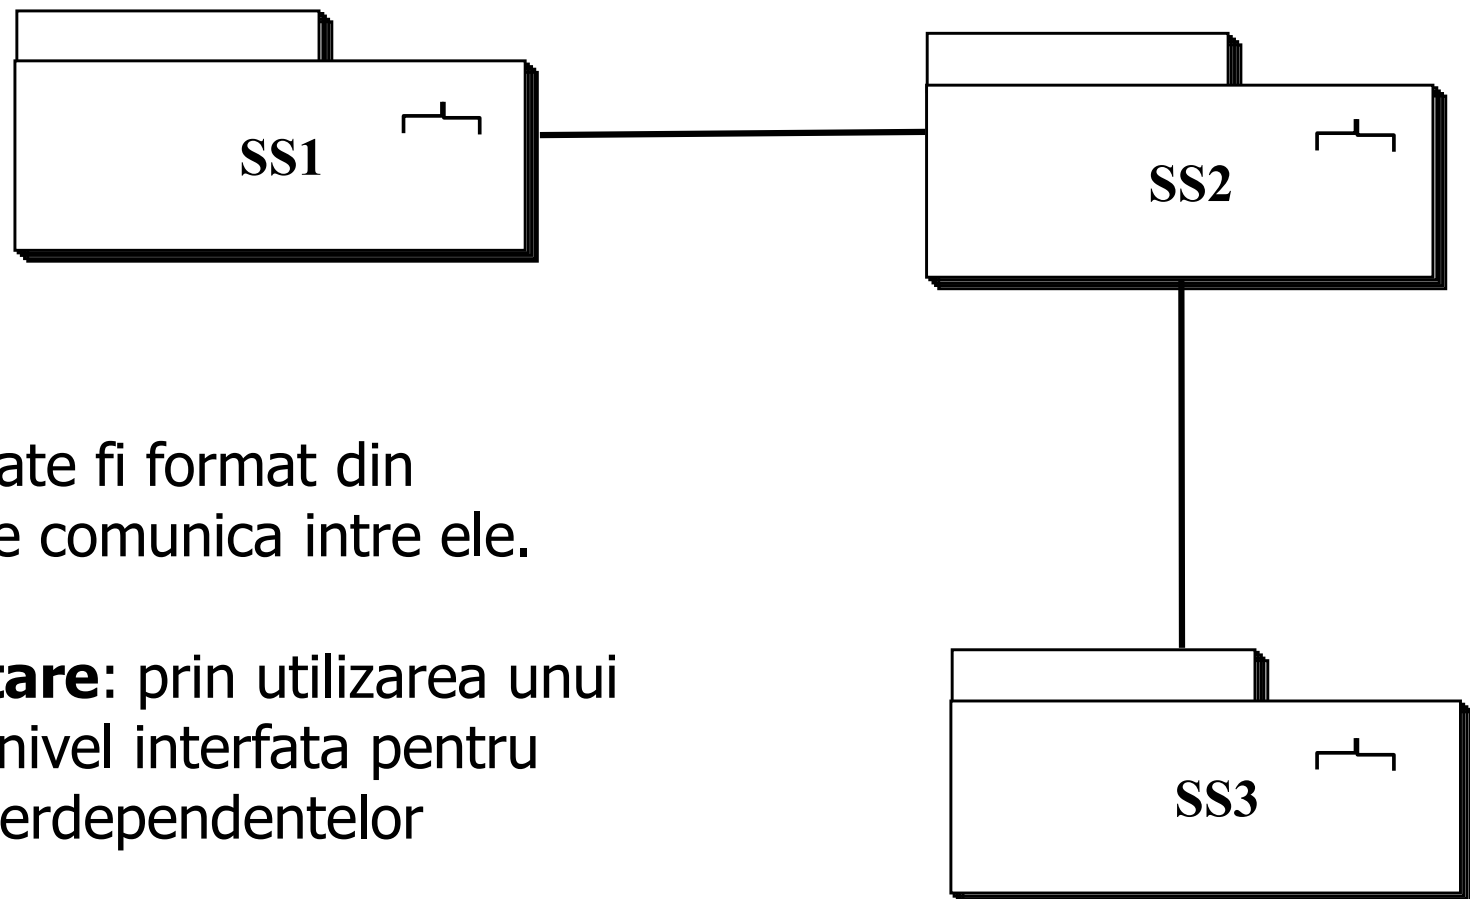 SS1
SS2
ate fi format din
e comunica intre ele.
tare: prin utilizarea unui
nivel interfata pentru
erdependentelor
SS3